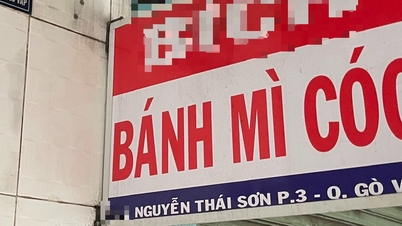 BÁNH MÌ CÓC
NGUYỄN THÁI SƠN P.3 - Q. GÒ V